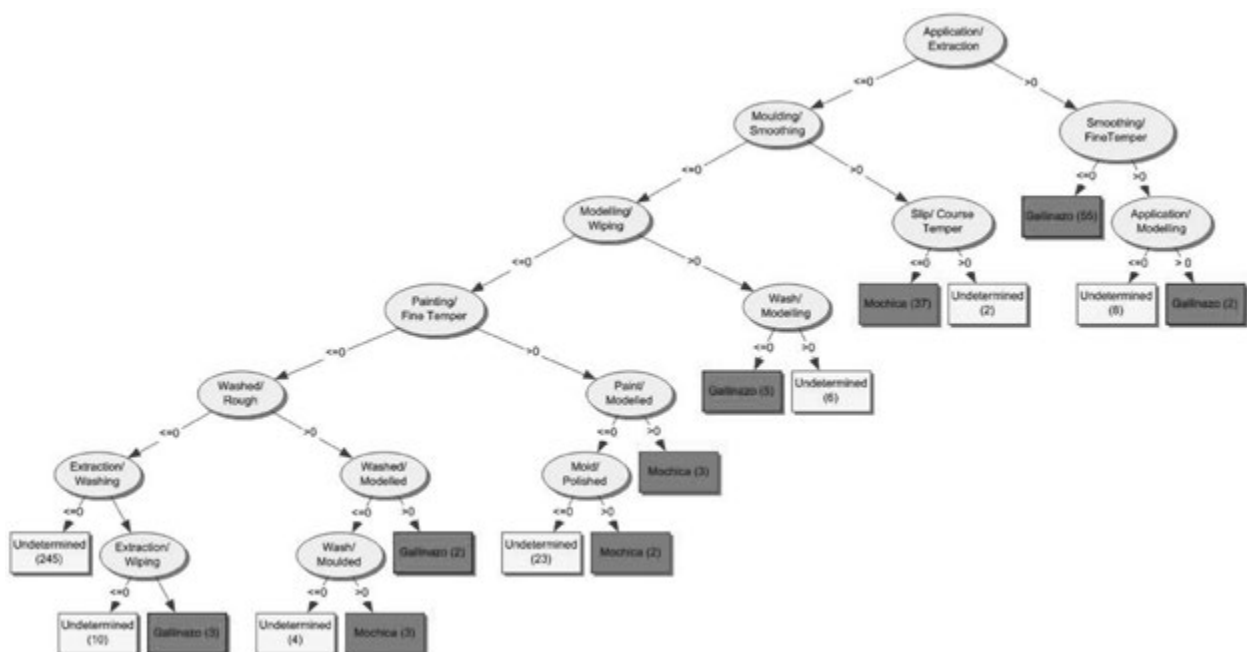 Application/
Extraction
<=0
>0
Moulding/
Smoothing
Smoothing/
FineTemper
<=0
>0
<=0
>0
Modelling/
Wiping
Slip/ Course
Temper
Gallinazo (55)
Application/
Modelling
<=0
>0
<=0
>0
<=0
> 0
Painting/
Fine Temper
Wash/
Modelling
Mochica (37)
Undetermined
(2)
Undetermined
(8)
Gallinazo (2)
<=0
>0
<=0
>0
Washed/
Rough
Paint/
Modelled
Gallinazo (5)
Undetermined
(6)
<=0
>0
<=0
>0
Extraction/
Washing
Washed/
Modelled
Mold/
Polished
Mochica (3)
<=0
<=0
>0
<=0
>0
Undetermined
(245)
Extraction/
Wiping
Wash/
Moulded
Gallinazo (2)
Undetermined
(23)
Mochica (2)
<=0
<=0
>0
Undetermined
(10)
Gallinazo (3)
Undetermined
(4)
Mochica (3)